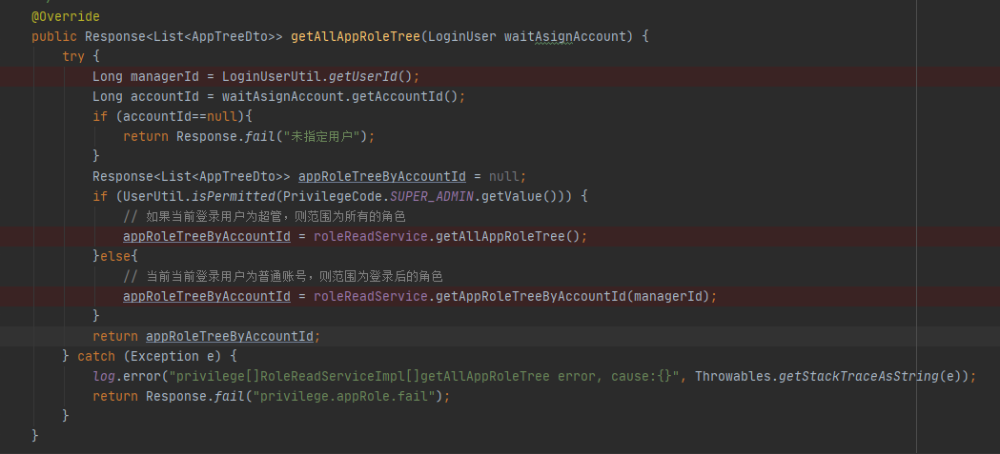 @Override
public Response<List<AppTreeDto>> getAllAppRoleTree(LoginUser waitAsignAccount) {
try {
Long managerId = LoginUserUtil.getUserId();
Long accountId = waitAsignAccount.getAccountId();
if (accountId==null){
return Response.fail("未指定用户");
}
Response<List<AppTreeDto>> appRoleTreeByAccountId = null;
if (UserUtil.isPermitted(PrivilegeCode.SUPER_ADMIN.getValue())) {
// 如果当前登录用户为超管，则范围为所有的角色
appRoleTreeByAccountId = roleReadService.getAllAppRoleTree();
}else{
// 当前当前登录用户为普通账号，则范围为登录后的角色
appRoleTreeByAccountId = roleReadService.getAppRoleTreeByAccountId(managerId);
}
return appRoleTreeByAccountId;
} catch (Exception e) {
log.error("privilege[]RoleReadServiceImpl[]getAllAppRoleTree error, cause:{}", Throwables.getStackTraceAsString(e));
return Response.fail("privilege.appRole.fail");
}
}